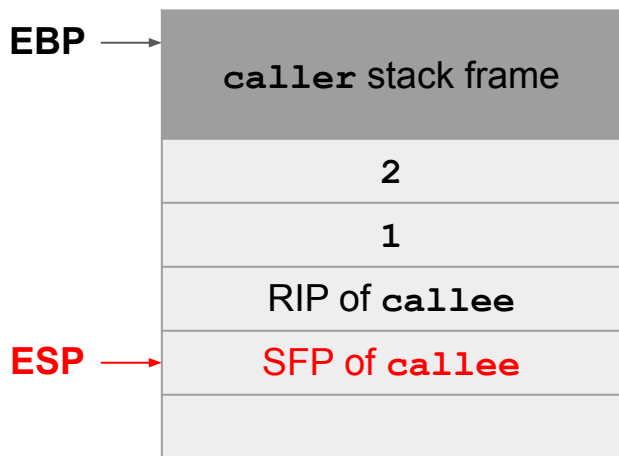 EBP
caller stack frame
2
1
RIP of callee
ESP
SFP of callee